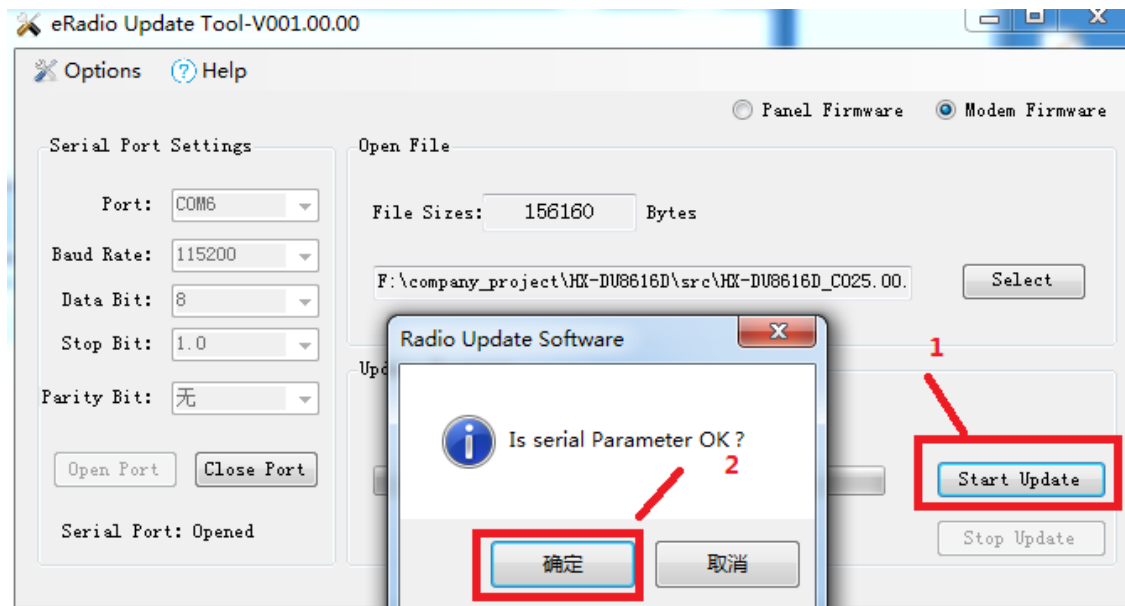 eRadio Update Tool-V001.00.00
Options Help
Panel Firmware Modem Firmware
Serial Port Settings
Port: COM6
Baud Rate: 115200
Data Bit: 8
Stop Bit: 1.0
Parity Bit: 无
Open Port Close Port
Serial Port: Opened
Open File
File Sizes: 156160 Bytes
F:\company_project\HX-DU8616D\src\HX-DU8616D_C025.00.
Select
Radio Update Software
Is serial Parameter OK ?
2
确定 取消
1
Start Update
Stop Update